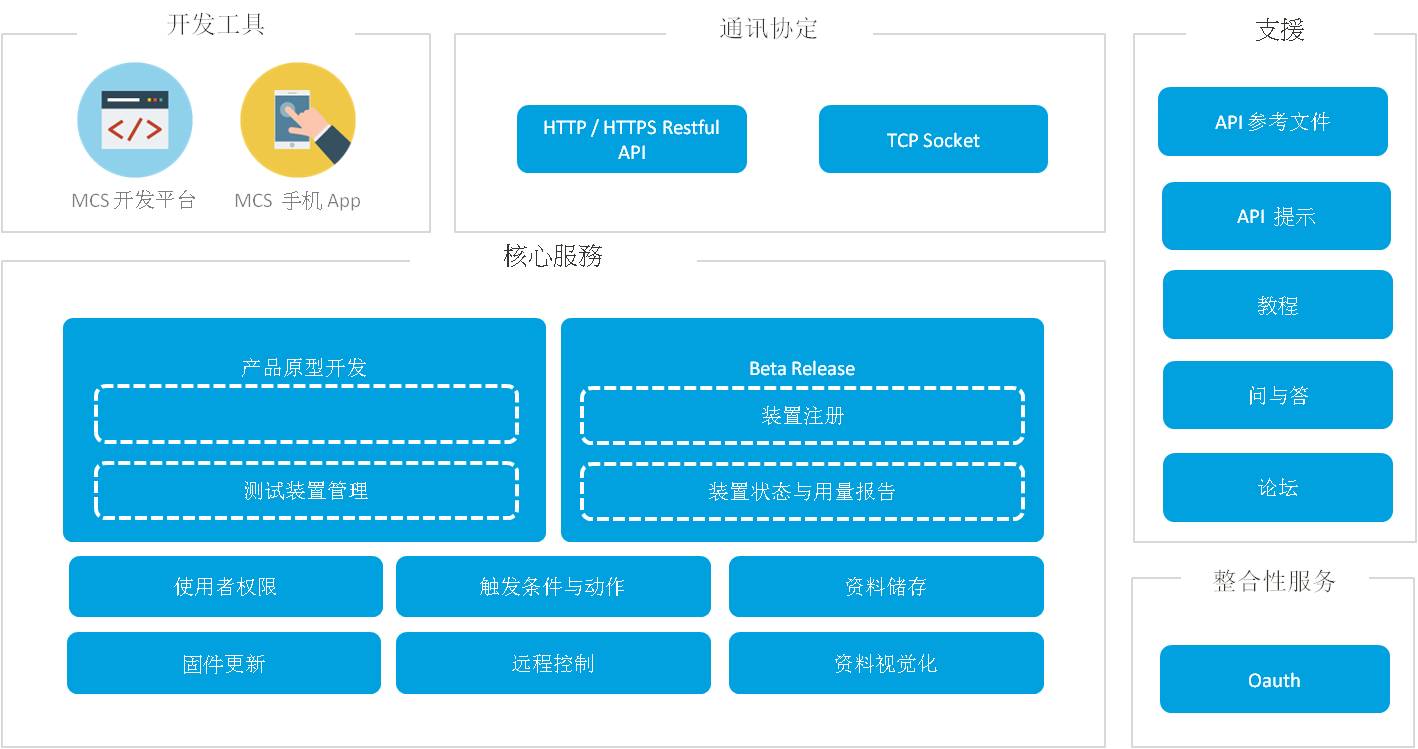 开发工具
MCS 开发平台
MCS 手机 App
通讯协定
HTTP / HTTPS Restful
API
TCP Socket
支援
API 参考文件
API 提示
教程
问与答
论坛
核心服務
产品原型开发
测试装置管理
Beta Release
装置注册
装置状态与用量报告
使用者权限
触发条件与动作
资料储存
固件更新
远程控制
资料视觉化
整合性服务
Oauth